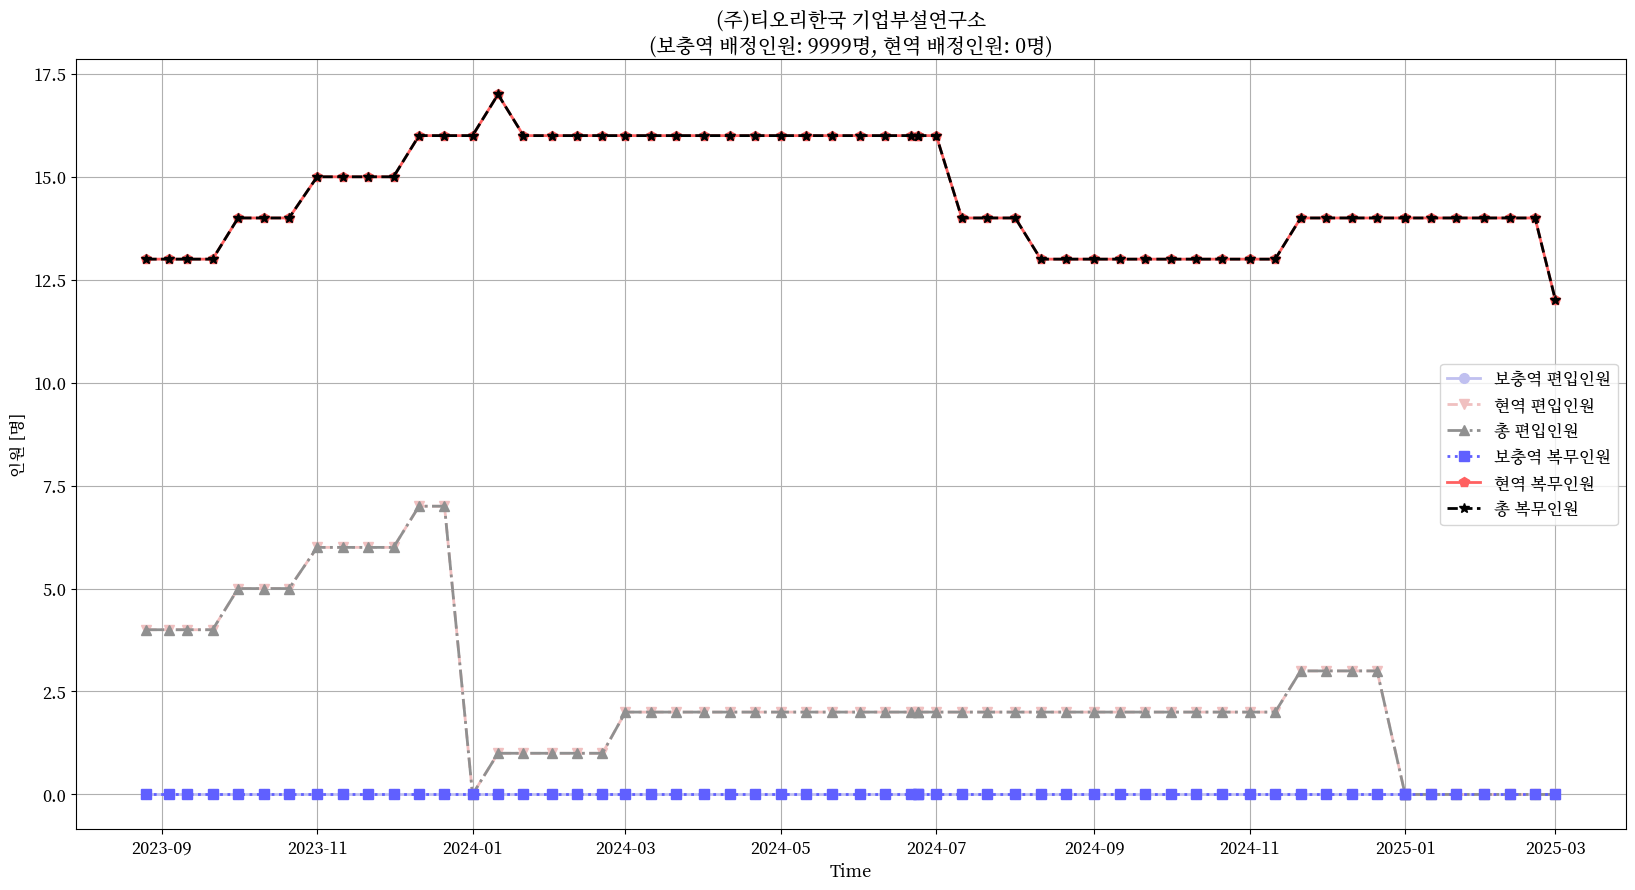 (주)티오리한국 기업부설연구소
(보충역 배정인원: 9999명, 현역 배정인원: 0명)
17.5
15.0
12.5
10.0
7.5
5.0
2.5
0.0
인원 [명]
보충역 편입인원
현역 편입인원
총 편입인원
보충역 복무인원
현역 복무인원
총 복무인원
2023-09
2023-11
2024-01
2024-03
2024-05
2024-07
2024-09
2024-11
2025-01
2025-03
Time